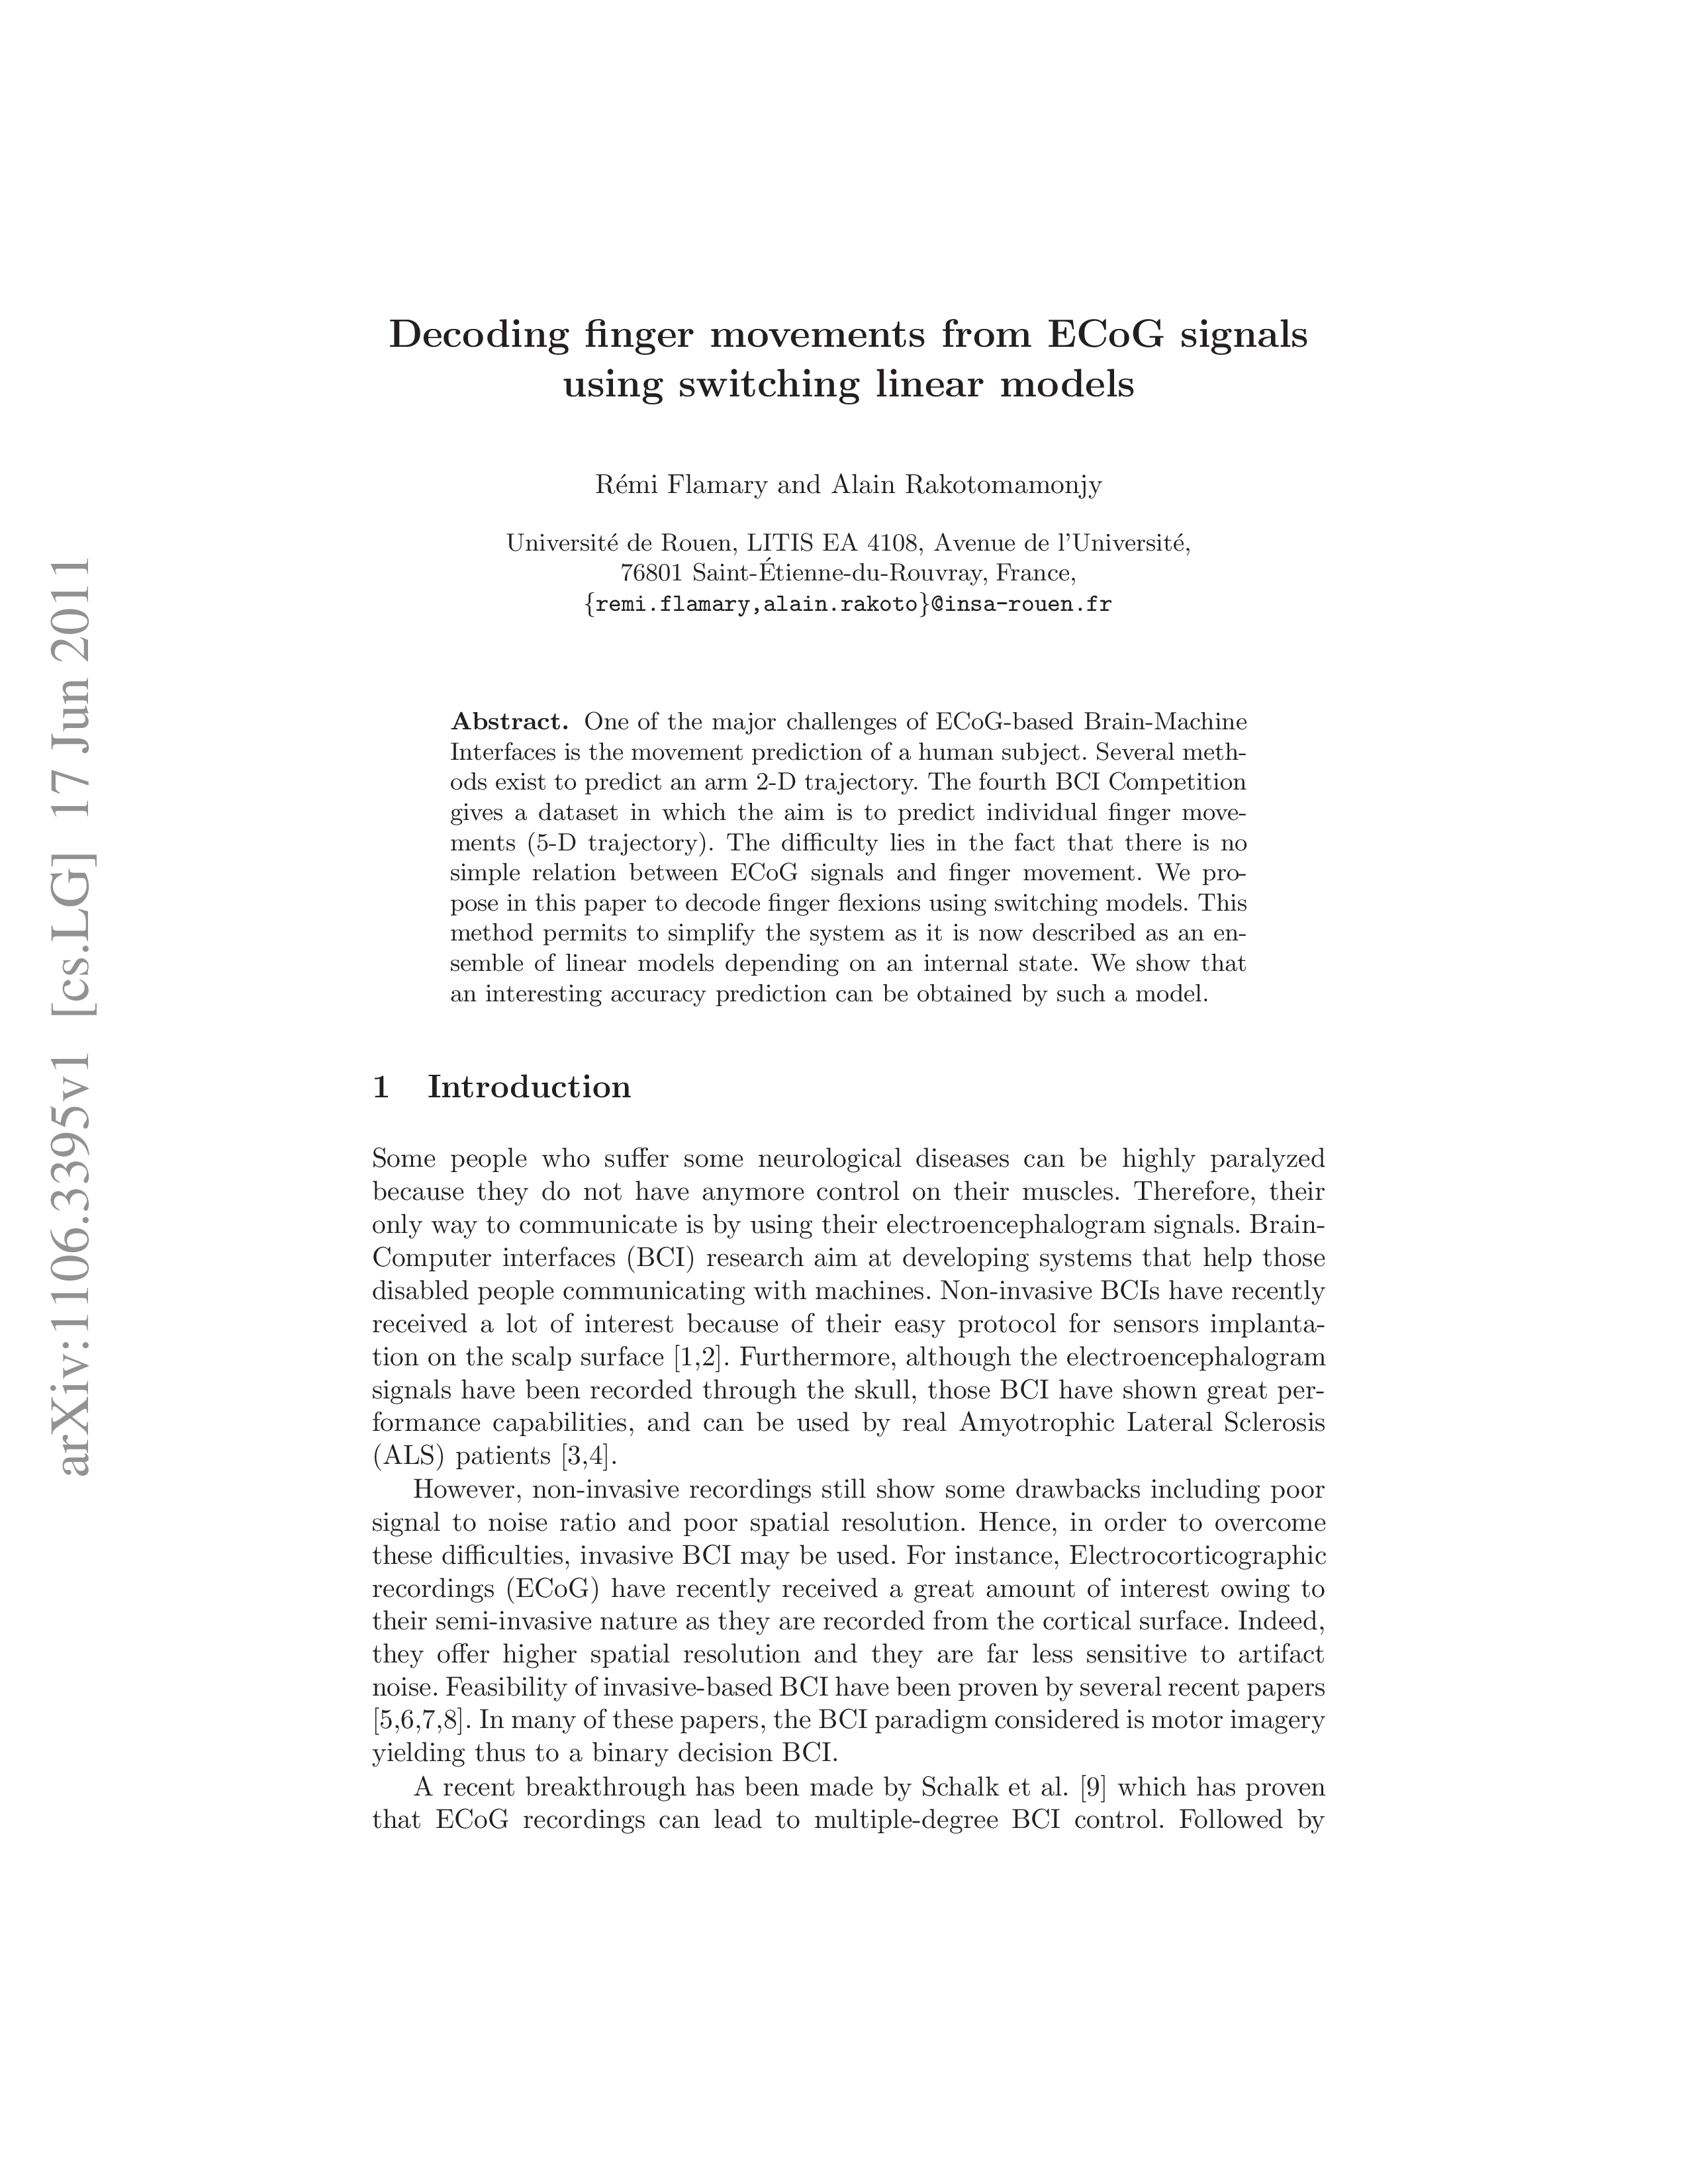 arXiv:1106.3395v1 [cs.LG] 17 Jun 2011
Decoding finger movements from ECoG signals
using switching linear models
Rémi Flamary and Alain Rakotomamonjy
Université de Rouen, LITIS EA 4108, Avenue de l'Université,
76801 Saint-Étienne-du-Rouvray, France,
{remi.flamary,alain.rakoto}@insa-rouen.fr
Abstract. One of the major challenges of ECoG-based Brain-Machine
Interfaces is the movement prediction of a human subject. Several meth-
ods exist to predict an arm 2-D trajectory. The fourth BCI Competition
gives a dataset in which the aim is to predict individual finger move-
ments (5-D trajectory). The difficulty lies in the fact that there is no
simple relation between ECoG signals and finger movement. We pro-
pose in this paper to decode finger flexions using switching models. This
method permits to simplify the system as it is now described as an en-
semble of linear models depending on an internal state. We show that
an interesting accuracy prediction can be obtained by such a model.
1 Introduction
Some people who suffer some neurological diseases can be highly paralyzed
because they do not have anymore control on their muscles. Therefore, their
only way to communicate is by using their electroencephalogram signals. Brain-
Computer interfaces (BCI) research aim at developing systems that help those
disabled people communicating with machines. Non-invasive BCIs have recently
received a lot of interest because of their easy protocol for sensors implanta-
tion on the scalp surface [1,2]. Furthermore, although the electroencephalogram
signals have been recorded through the skull, those BCI have shown great per-
formance capabilities, and can be used by real Amyotrophic Lateral Sclerosis
(ALS) patients [3,4].
However, non-invasive recordings still show some drawbacks including poor
signal to noise ratio and poor spatial resolution. Hence, in order to overcome
these difficulties, invasive BCI may be used. For instance, Electrocorticographic
recordings (ECoG) have recently received a great amount of interest owing to
their semi-invasive nature as they are recorded from the cortical surface. Indeed,
they offer higher spatial resolution and they are far less sensitive to artifact
noise. Feasibility of invasive-based BCI have been proven by several recent papers
[5,6,7,8]. In many of these papers, the BCI paradigm considered is motor imagery
yielding thus to a binary decision BCI.
A recent breakthrough has been made by Schalk et al. [9] which has proven
that ECoG recordings can lead to multiple-degree BCI control. Followed by